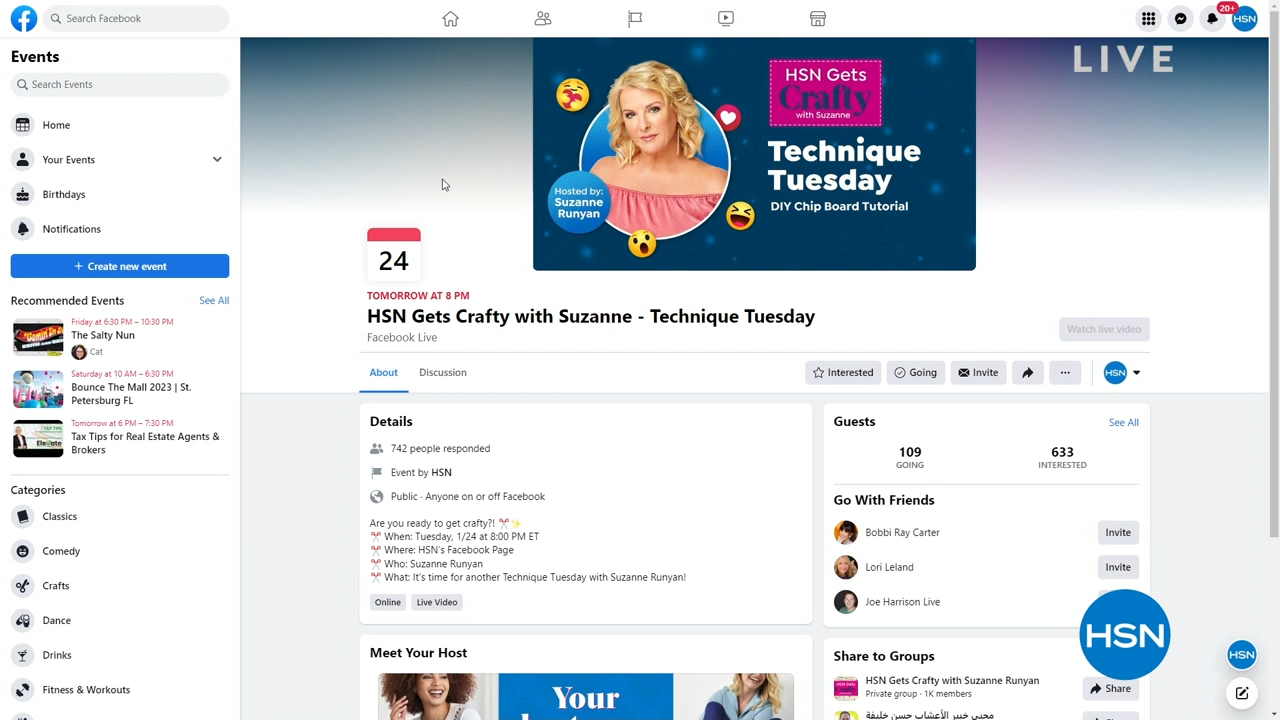 Search Facebook
20+
HSN
Events
Search Events
Home
Your Events
Birthdays
Notifications
+ Create new event
Recommended Events
See All
Friday at 6:30 PM – 10:30 PM
The Salty Nun
Cat
Saturday at 10 AM – 6:30 PM
Bounce The Mall 2023 | St.
Petersburg FL
Tomorrow at 6 PM – 7:30 PM
Tax Tips for Real Estate Agents &
Brokers
Categories
Classics
Comedy
Crafts
Dance
Drinks
Fitness & Workouts
LIVE
HSN Gets
Crafty
with Suzanne
Technique
Tuesday
DIY Chip Board Tutorial
Hosted by:
Suzanne
Runyan
24
TOMORROW AT 8 PM
HSN Gets Crafty with Suzanne - Technique Tuesday
Facebook Live
Watch live video
About
Discussion
Interested
Going
Invite
HSN
Details
742 people responded
Event by HSN
Public · Anyone on or off Facebook
Are you ready to get crafty?! ✂️✨
✂️ When: Tuesday, 1/24 at 8:00 PM ET
✂️ Where: HSN's Facebook Page
✂️ Who: Suzanne Runyan
✂️ What: It's time for another Technique Tuesday with Suzanne Runyan!
Online
Live Video
Meet Your Host
Your
Guests
See All
109
GOING
633
INTERESTED
Go With Friends
Bobbi Ray Carter
Invite
Lori Leland
Invite
Joe Harrison Live
HSN
Share to Groups
HSN Gets Crafty with Suzanne Runyan
Private group · 1K members
Share
محبي خبير الأعشاب حسن خليفة
HSN